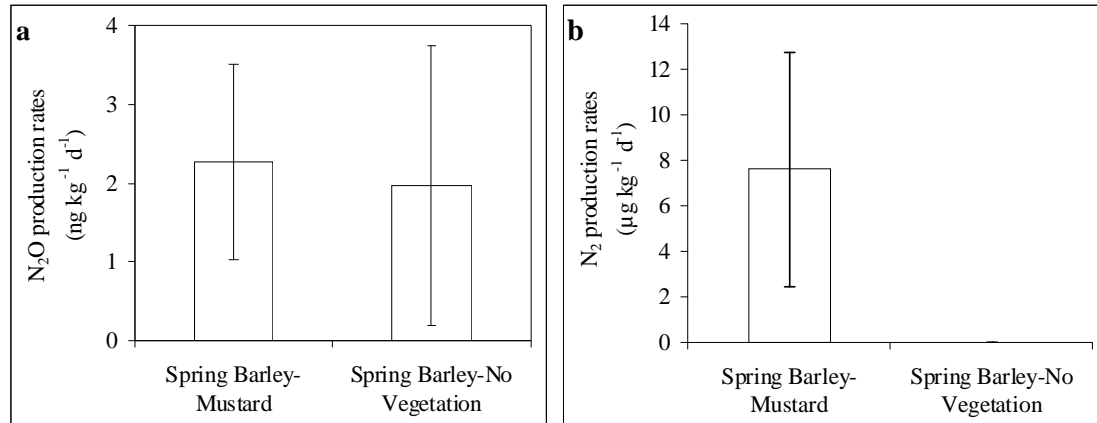 a
N₂O production rates
(ng kg⁻¹ d⁻¹)
4
3
2
1
0
Spring Barley-
Mustard
Spring Barley-No
Vegetation
b
N₂ production rates
(µg kg⁻¹ d⁻¹)
14
12
10
8
6
4
2
0
Spring Barley-
Mustard
Spring Barley-No
Vegetation